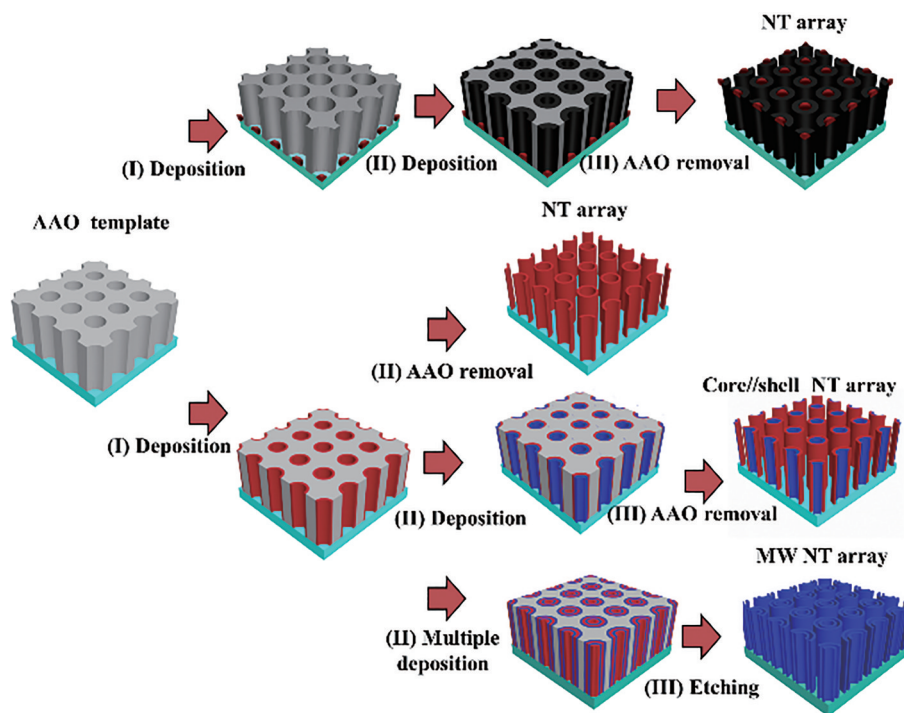 NT array
(I) Deposition
(II) Deposition
(III) AAO removal
AAO template
NT array
(II) AAO removal
Core//shell NT array
(I) Deposition
(II) Deposition
(III) AAO removal
MW NT array
(II) Multiple
deposition
(III) Etching